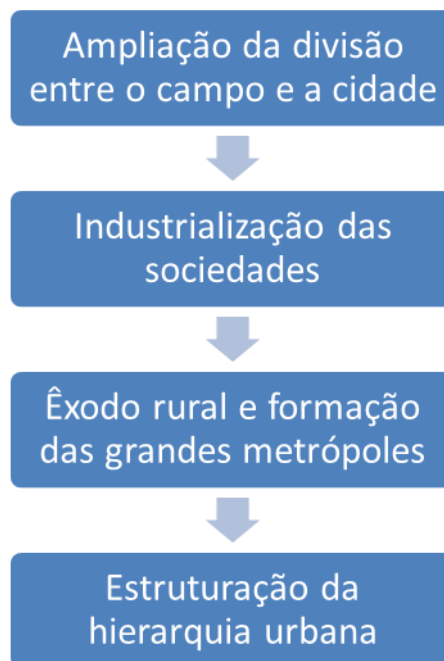 Ampliação da divisão
entre o campo e a cidade
Industrialização das
sociedades
Êxodo rural e formação
das grandes metrópoles
Estruturação da
hierarquia urbana